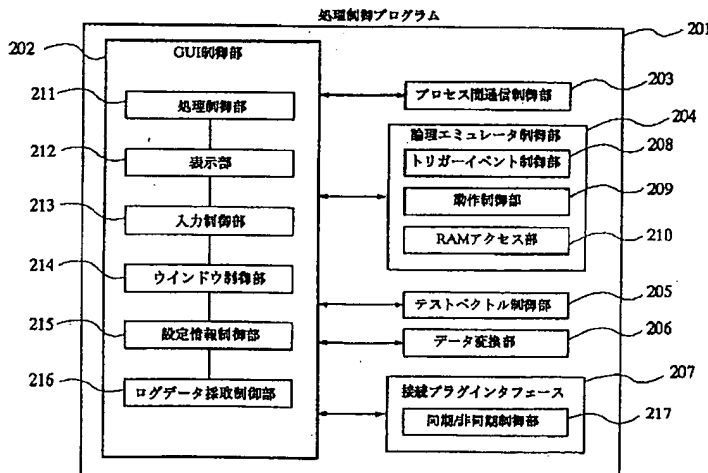 処理制御プログラム
201
202
GUI制御部
211
処理制御部
212
表示部
213
入力制御部
214
ウインドウ制御部
215
設定情報制御部
216
ログデータ採取制御部
プロセス間通信制御部
203
204
論理エミュレータ制御部
トリガーイベント制御部
208
動作制御部
209
RAMアクセス部
210
テストベクトル制御部
205
データ変換部
206
207
接続プラグインタフェース
同期/非同期制御部
217